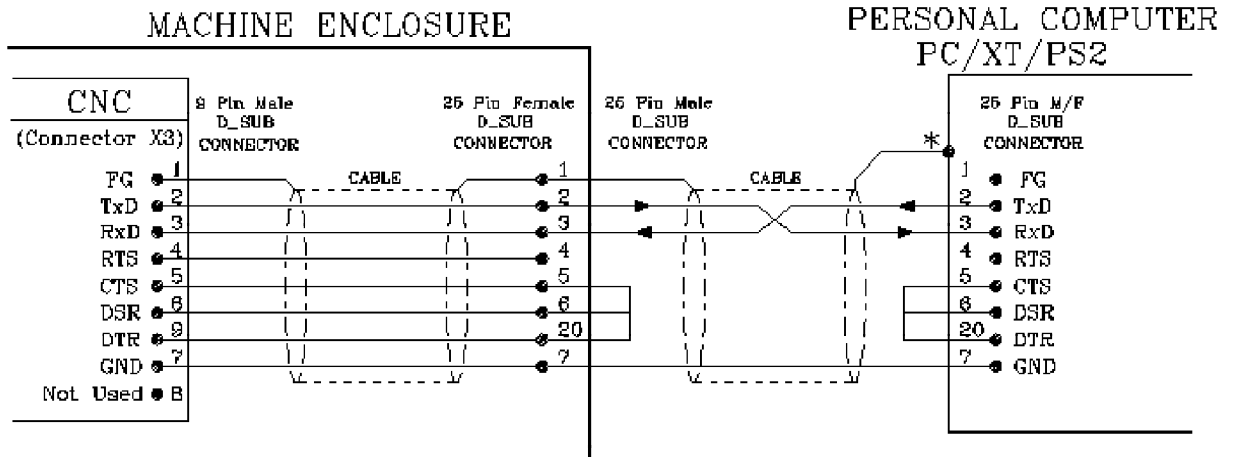 MACHINE ENCLOSURE
PERSONAL COMPUTER
PC/XT/PS2
CNC
(Connector X3)
9 Pin Male
D_SUB
CONNECTOR
25 Pin Female
D_SUB
CONNECTOR
25 Pin Male
D_SUB
CONNECTOR
25 Pin M/F
D_SUB
CONNECTOR
*
CABLE
CABLE
FG 1 1 1 FG
TxD 2 2 2 TxD
RxD 3 3 3 RxD
RTS 4 4 4 RTS
CTS 5 5 5 CTS
DSR 6 6 6 DSR
DTR 9 20 20 DTR
GND 7 7 7 GND
Not Used 8